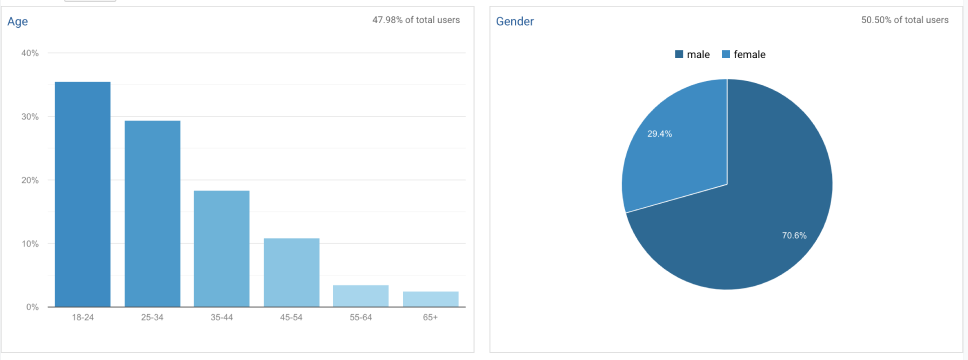 Age
47.98% of total users
40%
30%
20%
10%
0%
18-24 25-34 35-44 45-54 55-64 65+
Gender
50.50% of total users
male female
29.4%
70.6%